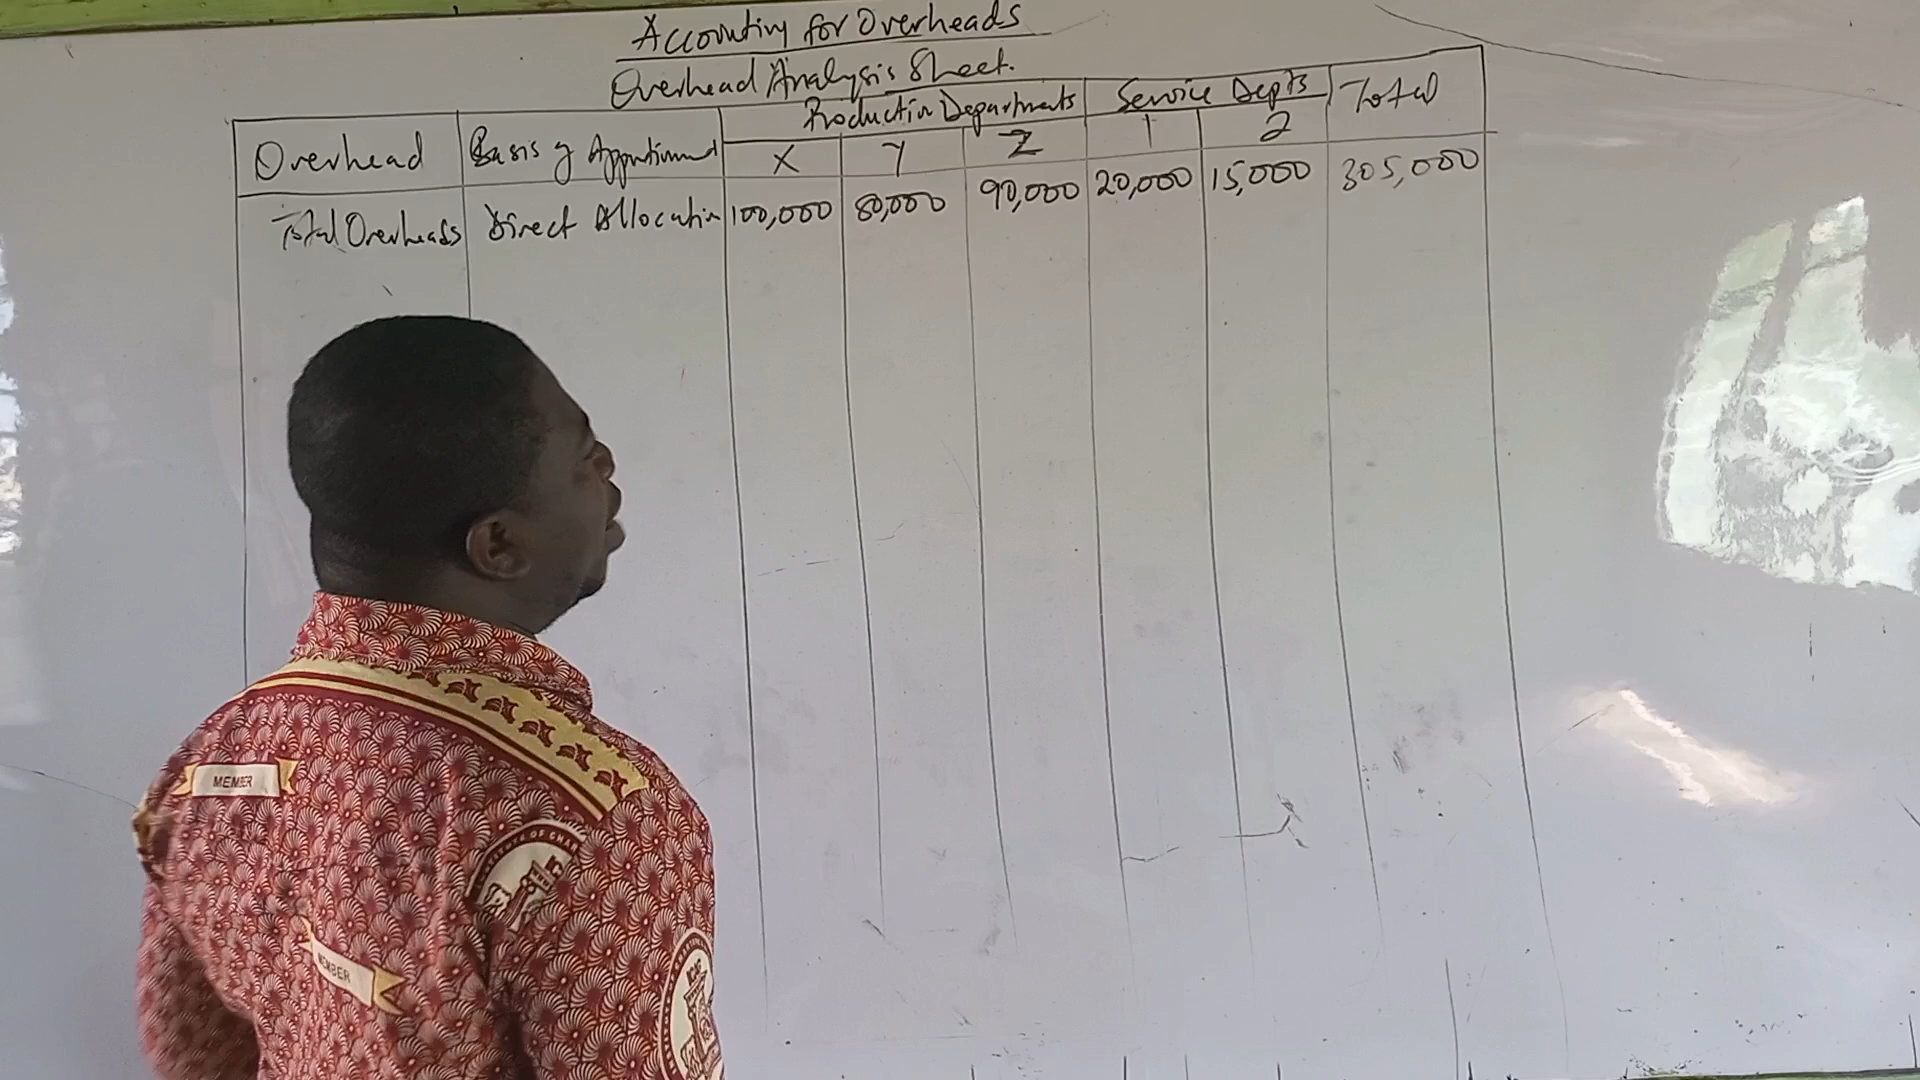 Accounting for Overheads
Overhead Analysis Sheet.
Overhead Basis of Apportionment Production Departments Service Depts Total
X Y Z 1 2
Total Overheads Direct Allocation 100,000 80,000 90,000 20,000 15,000 305,000
MEMBER
MEMBER